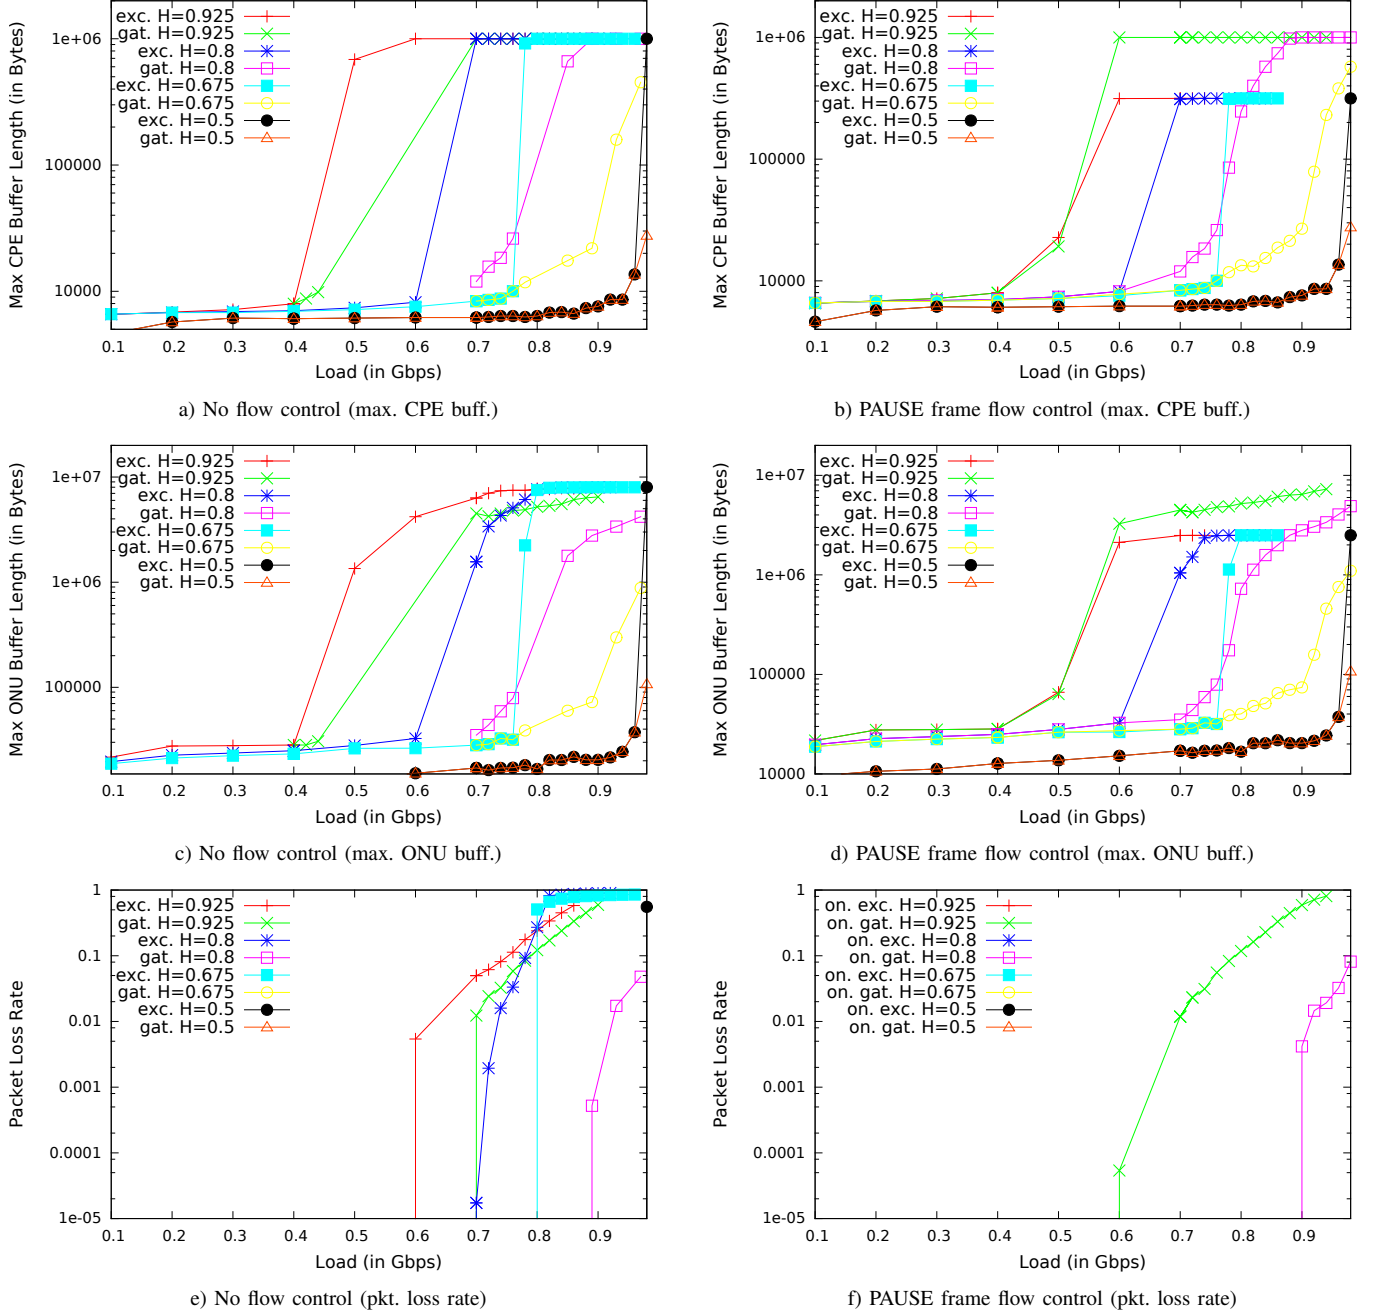 Max CPE Buffer Length (in Bytes)
1e+06
100000
10000
exc. H=0.925
gat. H=0.925
exc. H=0.8
gat. H=0.8
exc. H=0.675
gat. H=0.675
exc. H=0.5
gat. H=0.5
0.1 0.2 0.3 0.4 0.5 0.6 0.7 0.8 0.9
Load (in Gbps)
a) No flow control (max. CPE buff.)
Max CPE Buffer Length (in Bytes)
1e+06
100000
10000
exc. H=0.925
gat. H=0.925
exc. H=0.8
gat. H=0.8
exc. H=0.675
gat. H=0.675
exc. H=0.5
gat. H=0.5
0.1 0.2 0.3 0.4 0.5 0.6 0.7 0.8 0.9
Load (in Gbps)
b) PAUSE frame flow control (max. CPE buff.)
Max ONU Buffer Length (in Bytes)
1e+07
1e+06
100000
exc. H=0.925
gat. H=0.925
exc. H=0.8
gat. H=0.8
exc. H=0.675
gat. H=0.675
exc. H=0.5
gat. H=0.5
0.1 0.2 0.3 0.4 0.5 0.6 0.7 0.8 0.9
Load (in Gbps)
c) No flow control (max. ONU buff.)
Max ONU Buffer Length (in Bytes)
1e+07
1e+06
100000
10000
exc. H=0.925
gat. H=0.925
exc. H=0.8
gat. H=0.8
exc. H=0.675
gat. H=0.675
exc. H=0.5
gat. H=0.5
0.1 0.2 0.3 0.4 0.5 0.6 0.7 0.8 0.9
Load (in Gbps)
d) PAUSE frame flow control (max. ONU buff.)
Packet Loss Rate
1
0.1
0.01
0.001
0.0001
1e-05
exc. H=0.925
gat. H=0.925
exc. H=0.8
gat. H=0.8
exc. H=0.675
gat. H=0.675
exc. H=0.5
gat. H=0.5
0.1 0.2 0.3 0.4 0.5 0.6 0.7 0.8 0.9
Load (in Gbps)
e) No flow control (pkt. loss rate)
Packet Loss Rate
1
0.1
0.01
0.001
0.0001
1e-05
on. exc. H=0.925
on. gat. H=0.925
on. exc. H=0.8
on. gat. H=0.8
on. exc. H=0.675
on. gat. H=0.675
on. exc. H=0.5
on. gat. H=0.5
0.1 0.2 0.3 0.4 0.5 0.6 0.7 0.8 0.9
Load (in Gbps)
f) PAUSE frame flow control (pkt. loss rate)